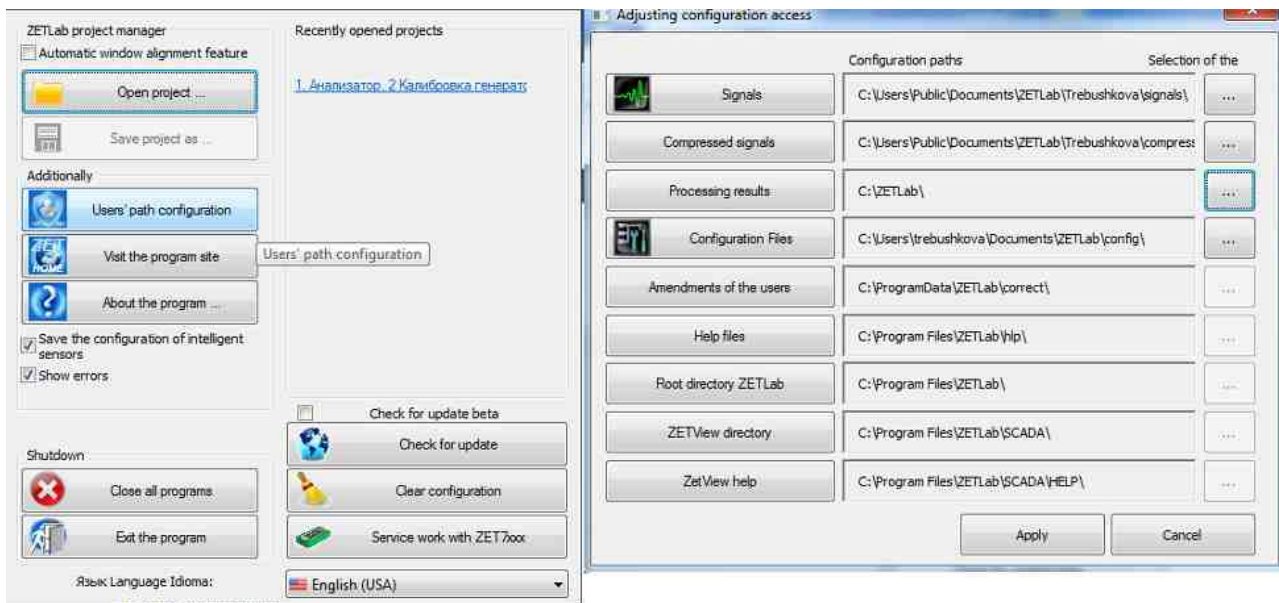 ZETLab project manager
Automatic window alignment feature
Open project ...
Save project as ...
Additionally
Users' path configuration
Visit the program site
About the program ...
Save the configuration of intelligent
sensors
Show errors
Shutdown
Close all programs
Exit the program
Язык Language Idioma:
Recently opened projects
1. Анализатор. 2 Калибровка генерат
Users' path configuration
Check for update beta
Check for update
Clear configuration
Service work with ZET7xxx
English (USA)
Adjusting configuration access
Configuration paths
Selection of the
Signals
C:\Users\Public\Documents\ZETLab\Trebushkova\signals\
...
Compressed signals
C:\Users\Public\Documents\ZETLab\Trebushkova\compress
...
Processing results
C:\ZETLab\
...
Configuration Files
C:\Users\trebushkova\Documents\ZETLab\config\
...
Amendments of the users
C:\ProgramData\ZETLab\correct\
...
Help files
C:\Program Files\ZETLab\hlp\
...
Root directory ZETLab
C:\Program Files\ZETLab\
...
ZETView directory
C:\Program Files\ZETLab\SCADA\
...
ZetView help
C:\Program Files\ZETLab\SCADA\HELP\
...
Apply
Cancel